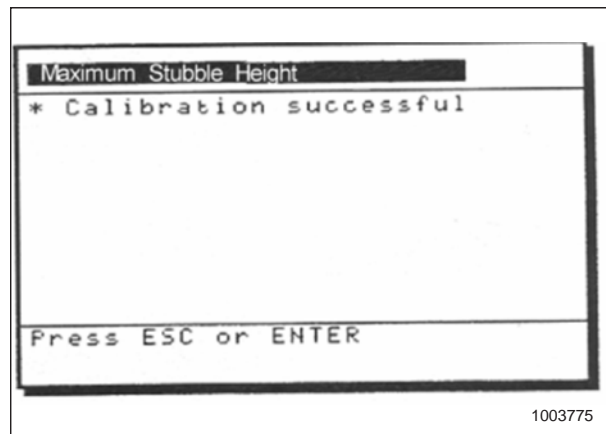 Maximum Stubble Height
* Calibration successful
Press ESC or ENTER
1003775